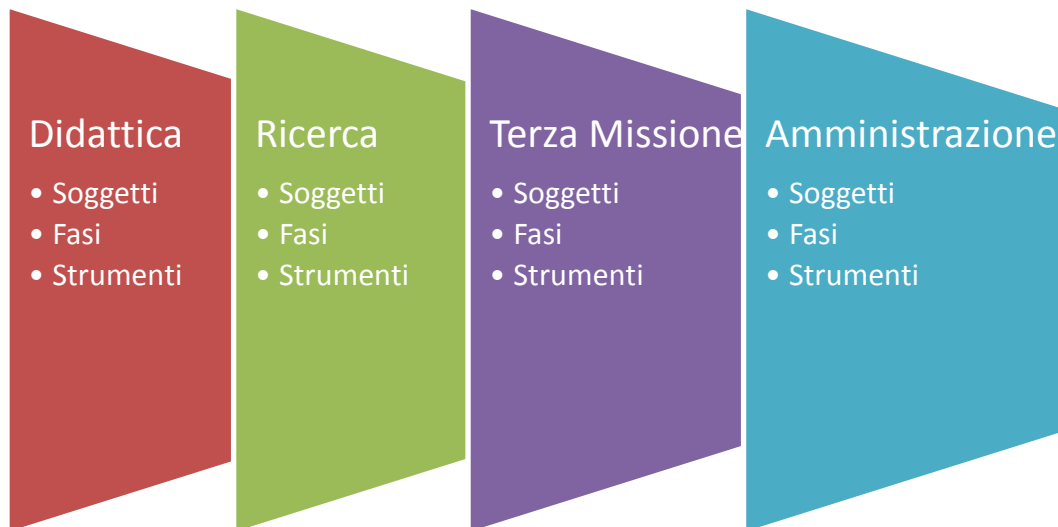 Didattica
• Soggetti
• Fasi
• Strumenti
Ricerca
• Soggetti
• Fasi
• Strumenti
Terza Missione
• Soggetti
• Fasi
• Strumenti
Amministrazione
• Soggetti
• Fasi
• Strumenti